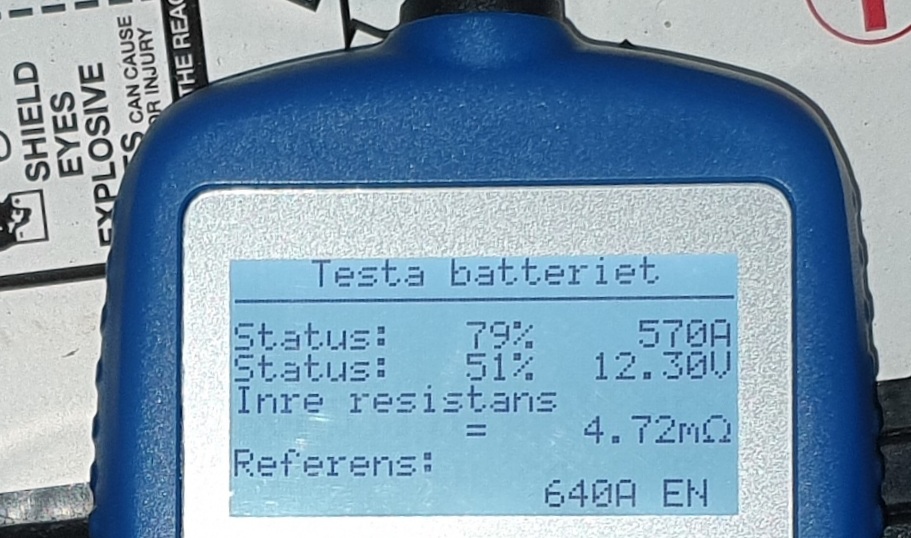 SHIELD
EYES
EXPLOSIVE
CAN CAUSE
OR INJURY
THE
Testa batteriet
Status: 79% 570A
Status: 51% 12.30V
Inre resistans
= 4.72mΩ
Referens:
640A EN